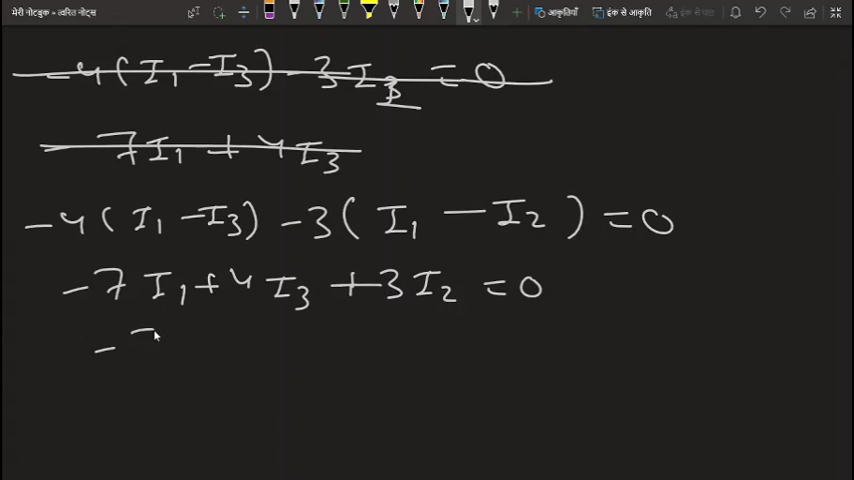 मेरी नोटबुक - त्वरित नोट्स
आकृतियाँ इंक से आकृति इंक से पाठ
-4(I₁-I₃) - 3I₃ = 0
-7I₁ + 4I₃
-4(I₁-I₃) -3(I₁ - I₂) = 0
-7I₁+4I₃+3I₂ = 0
-7